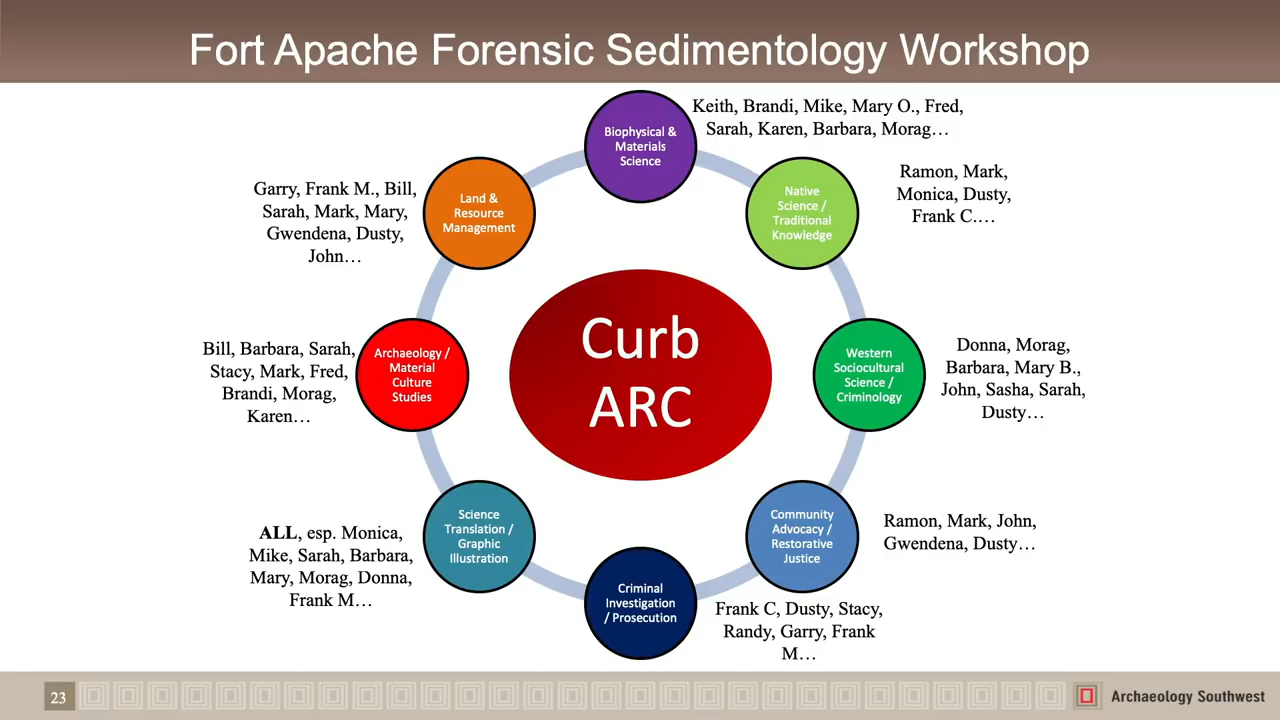 Fort Apache Forensic Sedimentology Workshop
Biophysical &
Materials
Science
Keith, Brandi, Mike, Mary O., Fred,
Sarah, Karen, Barbara, Morag…
Native
Science /
Traditional
Knowledge
Ramon, Mark,
Monica, Dusty,
Frank C.…
Western
Sociocultural
Science /
Criminology
Donna, Morag,
Barbara, Mary B.,
John, Sasha, Sarah,
Dusty…
Community
Advocacy /
Restorative
Justice
Ramon, Mark, John,
Gwendena, Dusty…
Criminal
Investigation
/ Prosecution
Frank C, Dusty, Stacy,
Randy, Garry, Frank
M…
Science
Translation /
Graphic
Illustration
ALL, esp. Monica,
Mike, Sarah, Barbara,
Mary, Morag, Donna,
Frank M…
Archaeology /
Material
Culture
Studies
Bill, Barbara, Sarah,
Stacy, Mark, Fred,
Brandi, Morag,
Karen…
Land &
Resource
Management
Garry, Frank M., Bill,
Sarah, Mark, Mary,
Gwendena, Dusty,
John…
Curb
ARC
23
Archaeology Southwest